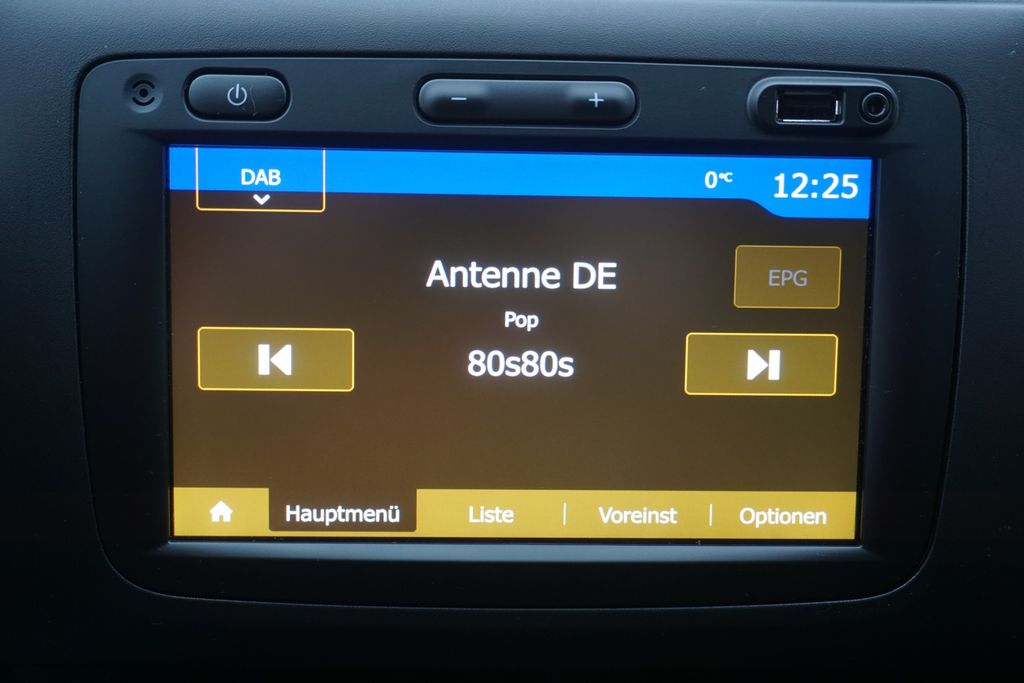 DAB
0°C 12:25
Antenne DE
EPG
Pop
80s80s
Hauptmenü Liste Voreinst Optionen